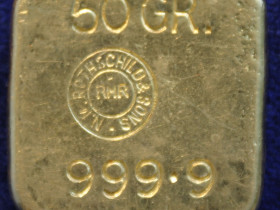 50 GR.
N.M. ROTHSCHILD & SONS.
RMR
999·9